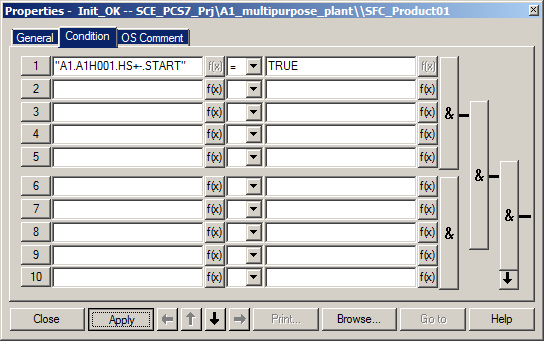 Properties - Init_OK -- SCE_PCS7_Prj\A1_multipurpose_plant\\SFC_Product01
General Condition OS Comment
1 "A1.A1H001.HS+-.START" f(x) = TRUE f(x)
2 f(x) f(x)
3 f(x) f(x)
4 f(x) f(x)
5 f(x) f(x)
6 f(x) f(x)
7 f(x) f(x)
8 f(x) f(x)
9 f(x) f(x)
10 f(x) f(x)
&
&
&
&
Close Apply Print... Browse... Go to Help